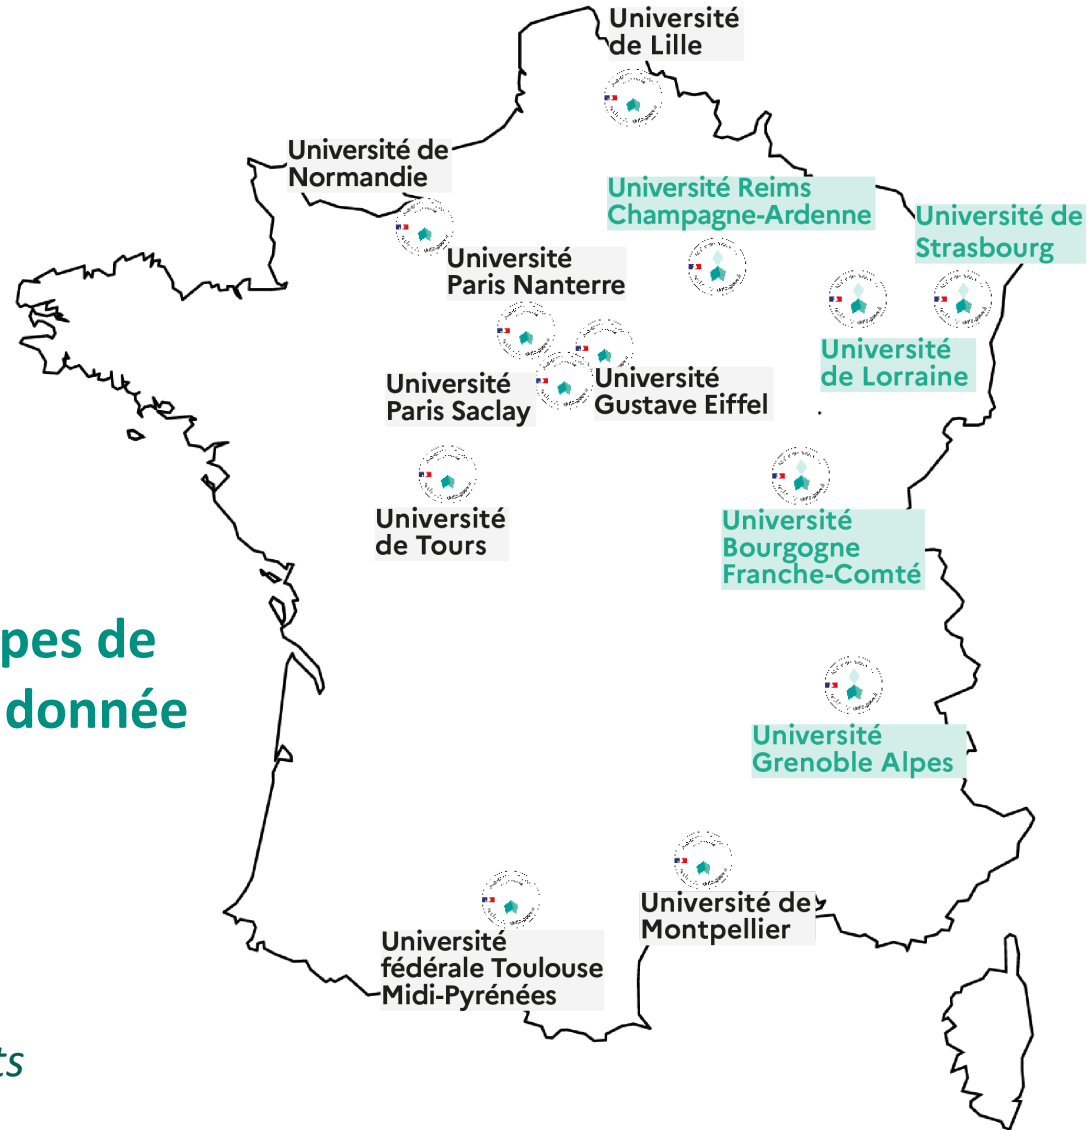 Université
de Lille
Université de
Normandie
Université Reims
Champagne-Ardenne
Université de
Strasbourg
Université
Paris Nanterre
Université
de Lorraine
Université
Paris Saclay
Université
Gustave Eiffel
Université
de Tours
Université
Bourgogne
Franche-Comté
pes de
donnée
Université
Grenoble Alpes
Université de
Montpellier
Université
fédérale Toulouse
Midi-Pyrénées
ts